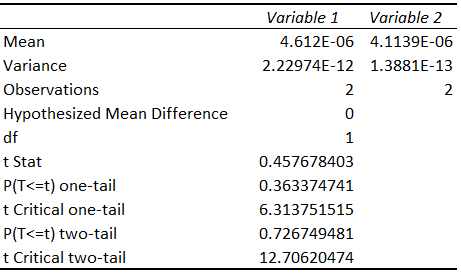 Variable 1 Variable 2
Mean 4.612E-06 4.1139E-06
Variance 2.22974E-12 1.3881E-13
Observations 2 2
Hypothesized Mean Difference 0
df 1
t Stat 0.457678403
P(T<=t) one-tail 0.363374741
t Critical one-tail 6.313751515
P(T<=t) two-tail 0.726749481
t Critical two-tail 12.70620474